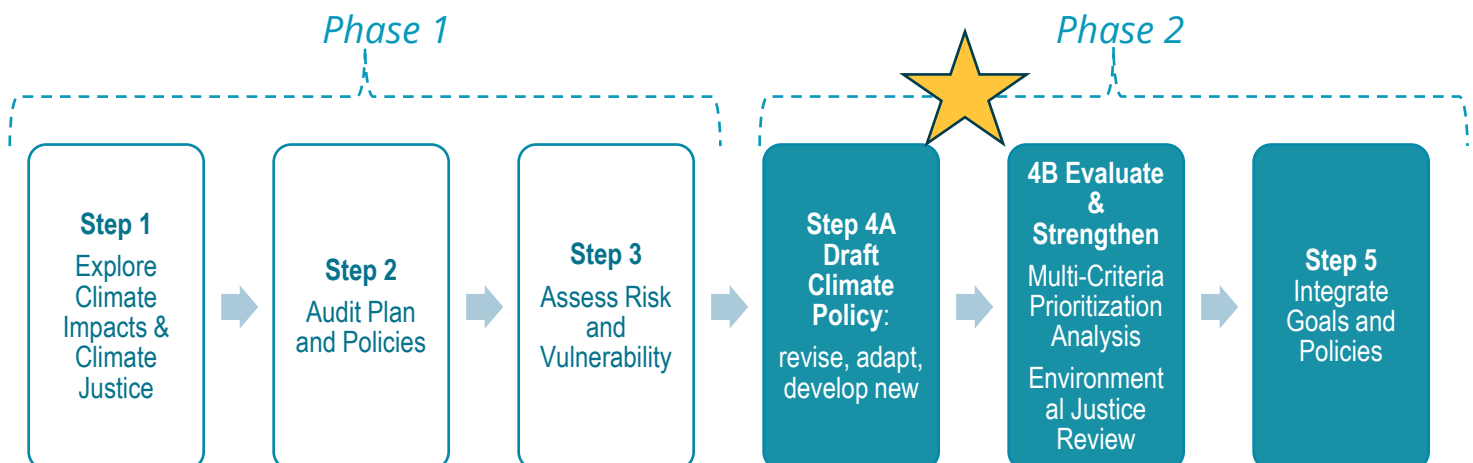 Phase 1
Phase 2
Step 1
Explore
Climate
Impacts &
Climate
Justice
Step 2
Audit Plan
and Policies
Step 3
Assess Risk
and
Vulnerability
Step 4A
Draft
Climate
Policy:
revise, adapt,
develop new
4B Evaluate
&
Strengthen
Multi-Criteria
Prioritization
Analysis
Environment
al Justice
Review
Step 5
Integrate
Goals and
Policies